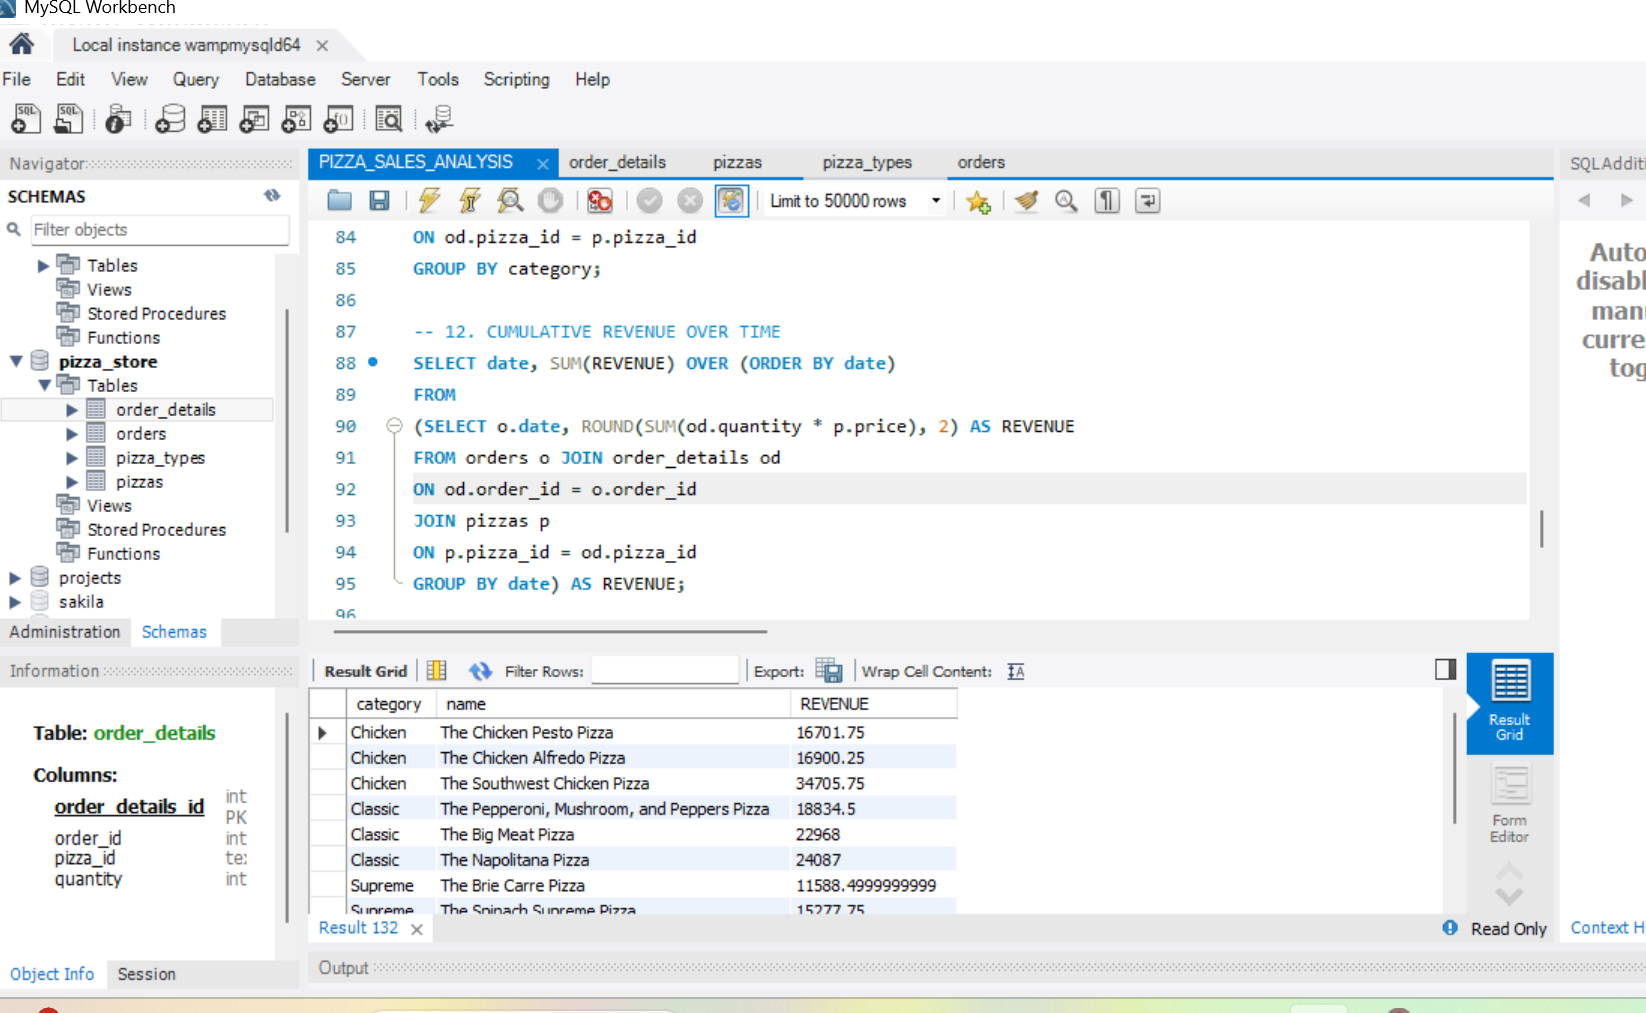 MySQL Workbench
Local instance wampmysqld64
File Edit View Query Database Server Tools Scripting Help
Navigator
SCHEMAS
Filter objects
Tables
Views
Stored Procedures
Functions
pizza_store
Tables
order_details
orders
pizza_types
pizzas
Views
Stored Procedures
Functions
projects
sakila
Administration Schemas
Information
Table: order_details
Columns:
order_details_id int PK
order_id int
pizza_id te
quantity int
Object Info Session
PIZZA_SALES_ANALYSIS order_details pizzas pizza_types orders
Limit to 50000 rows
84 ON od.pizza_id = p.pizza_id
85 GROUP BY category;
86
87 -- 12. CUMULATIVE REVENUE OVER TIME
88 SELECT date, SUM(REVENUE) OVER (ORDER BY date)
89 FROM
90 (SELECT o.date, ROUND(SUM(od.quantity * p.price), 2) AS REVENUE
91 FROM orders o JOIN order_details od
92 ON od.order_id = o.order_id
93 JOIN pizzas p
94 ON p.pizza_id = od.pizza_id
95 GROUP BY date) AS REVENUE;
96
Result Grid Filter Rows: Export: Wrap Cell Content:
category name REVENUE
Chicken The Chicken Pesto Pizza 16701.75
Chicken The Chicken Alfredo Pizza 16900.25
Chicken The Southwest Chicken Pizza 34705.75
Classic The Pepperoni, Mushroom, and Peppers Pizza 18834.5
Classic The Big Meat Pizza 22968
Classic The Napolitana Pizza 24087
Supreme The Brie Carre Pizza 11588.4999999999
Supreme The Spinach Supreme Pizza 15277.75
Result 132
Read Only
Output
Result Grid
Form Editor
SQL Additi
Auto
disabl
man
curre
tog
Context H